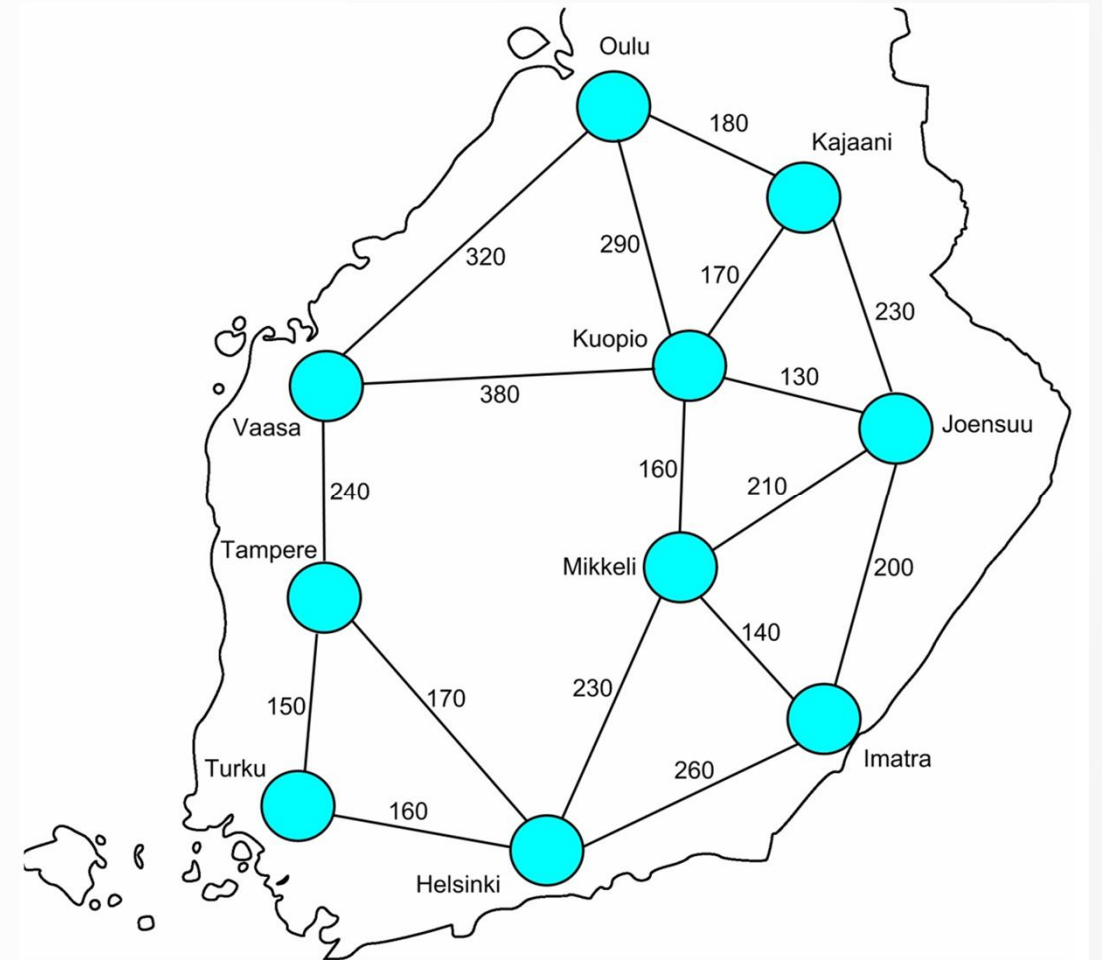 Oulu
180
Kajaani
320
290
170
230
Kuopio
130
380
Vaasa
Joensuu
240
160
210
Tampere
Mikkeli
200
140
150
170
230
Turku
260
Imatra
160
Helsinki